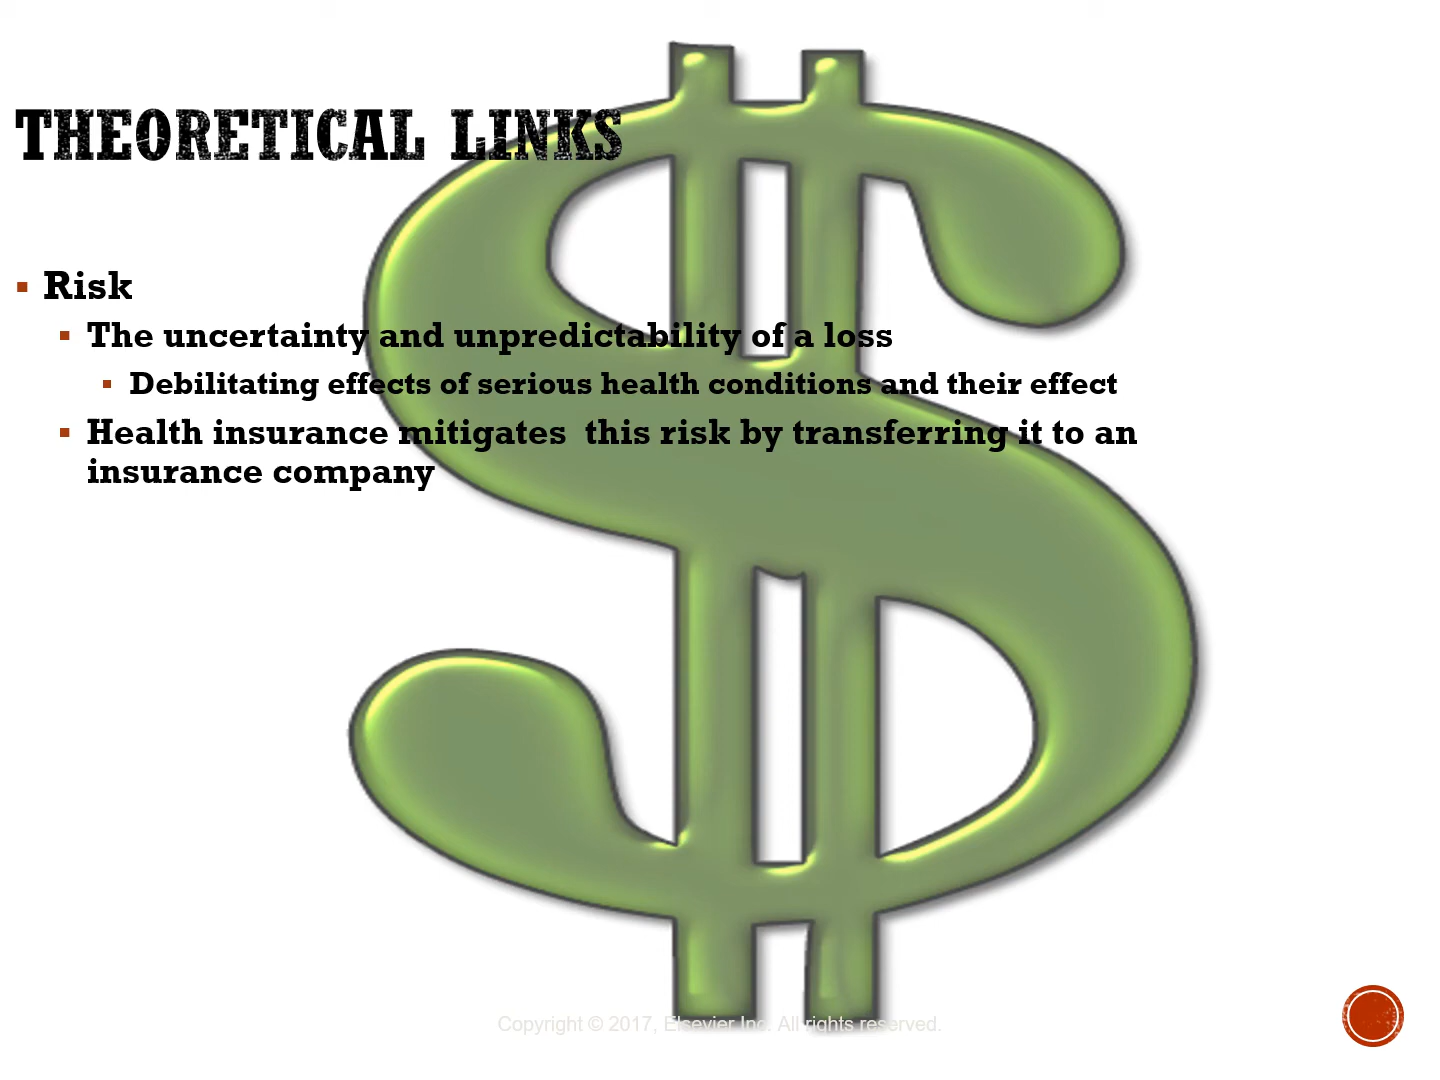 THEORETICAL LINKS
Risk
The uncertainty and unpredictability of a loss
Debilitating effects of serious health conditions and their effect
Health insurance mitigates  this risk by transferring it to an
insurance company
Copyright © 2017, Elsevier Inc. All rights reserved.